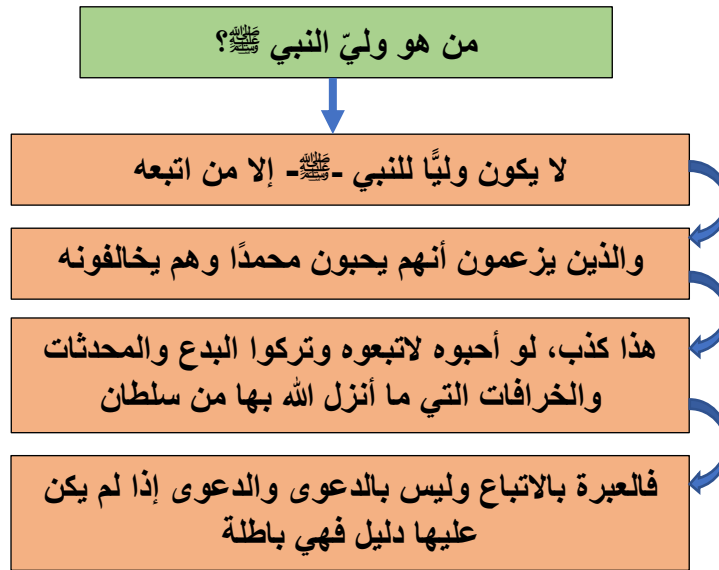 من هو وليّ النبي ﷺ؟
لا يكون وليًّا للنبي -ﷺ- إلا من اتبعه
والذين يزعمون أنهم يحبون محمدًا وهم يخالفونه
هذا كذب، لو أحبوه لاتبعوه وتركوا البدع والمحدثات
والخرافات التي ما أنزل الله بها من سلطان
فالعبرة بالاتباع وليس بالدعوى والدعوى إذا لم يكن
عليها دليل فهي باطلة